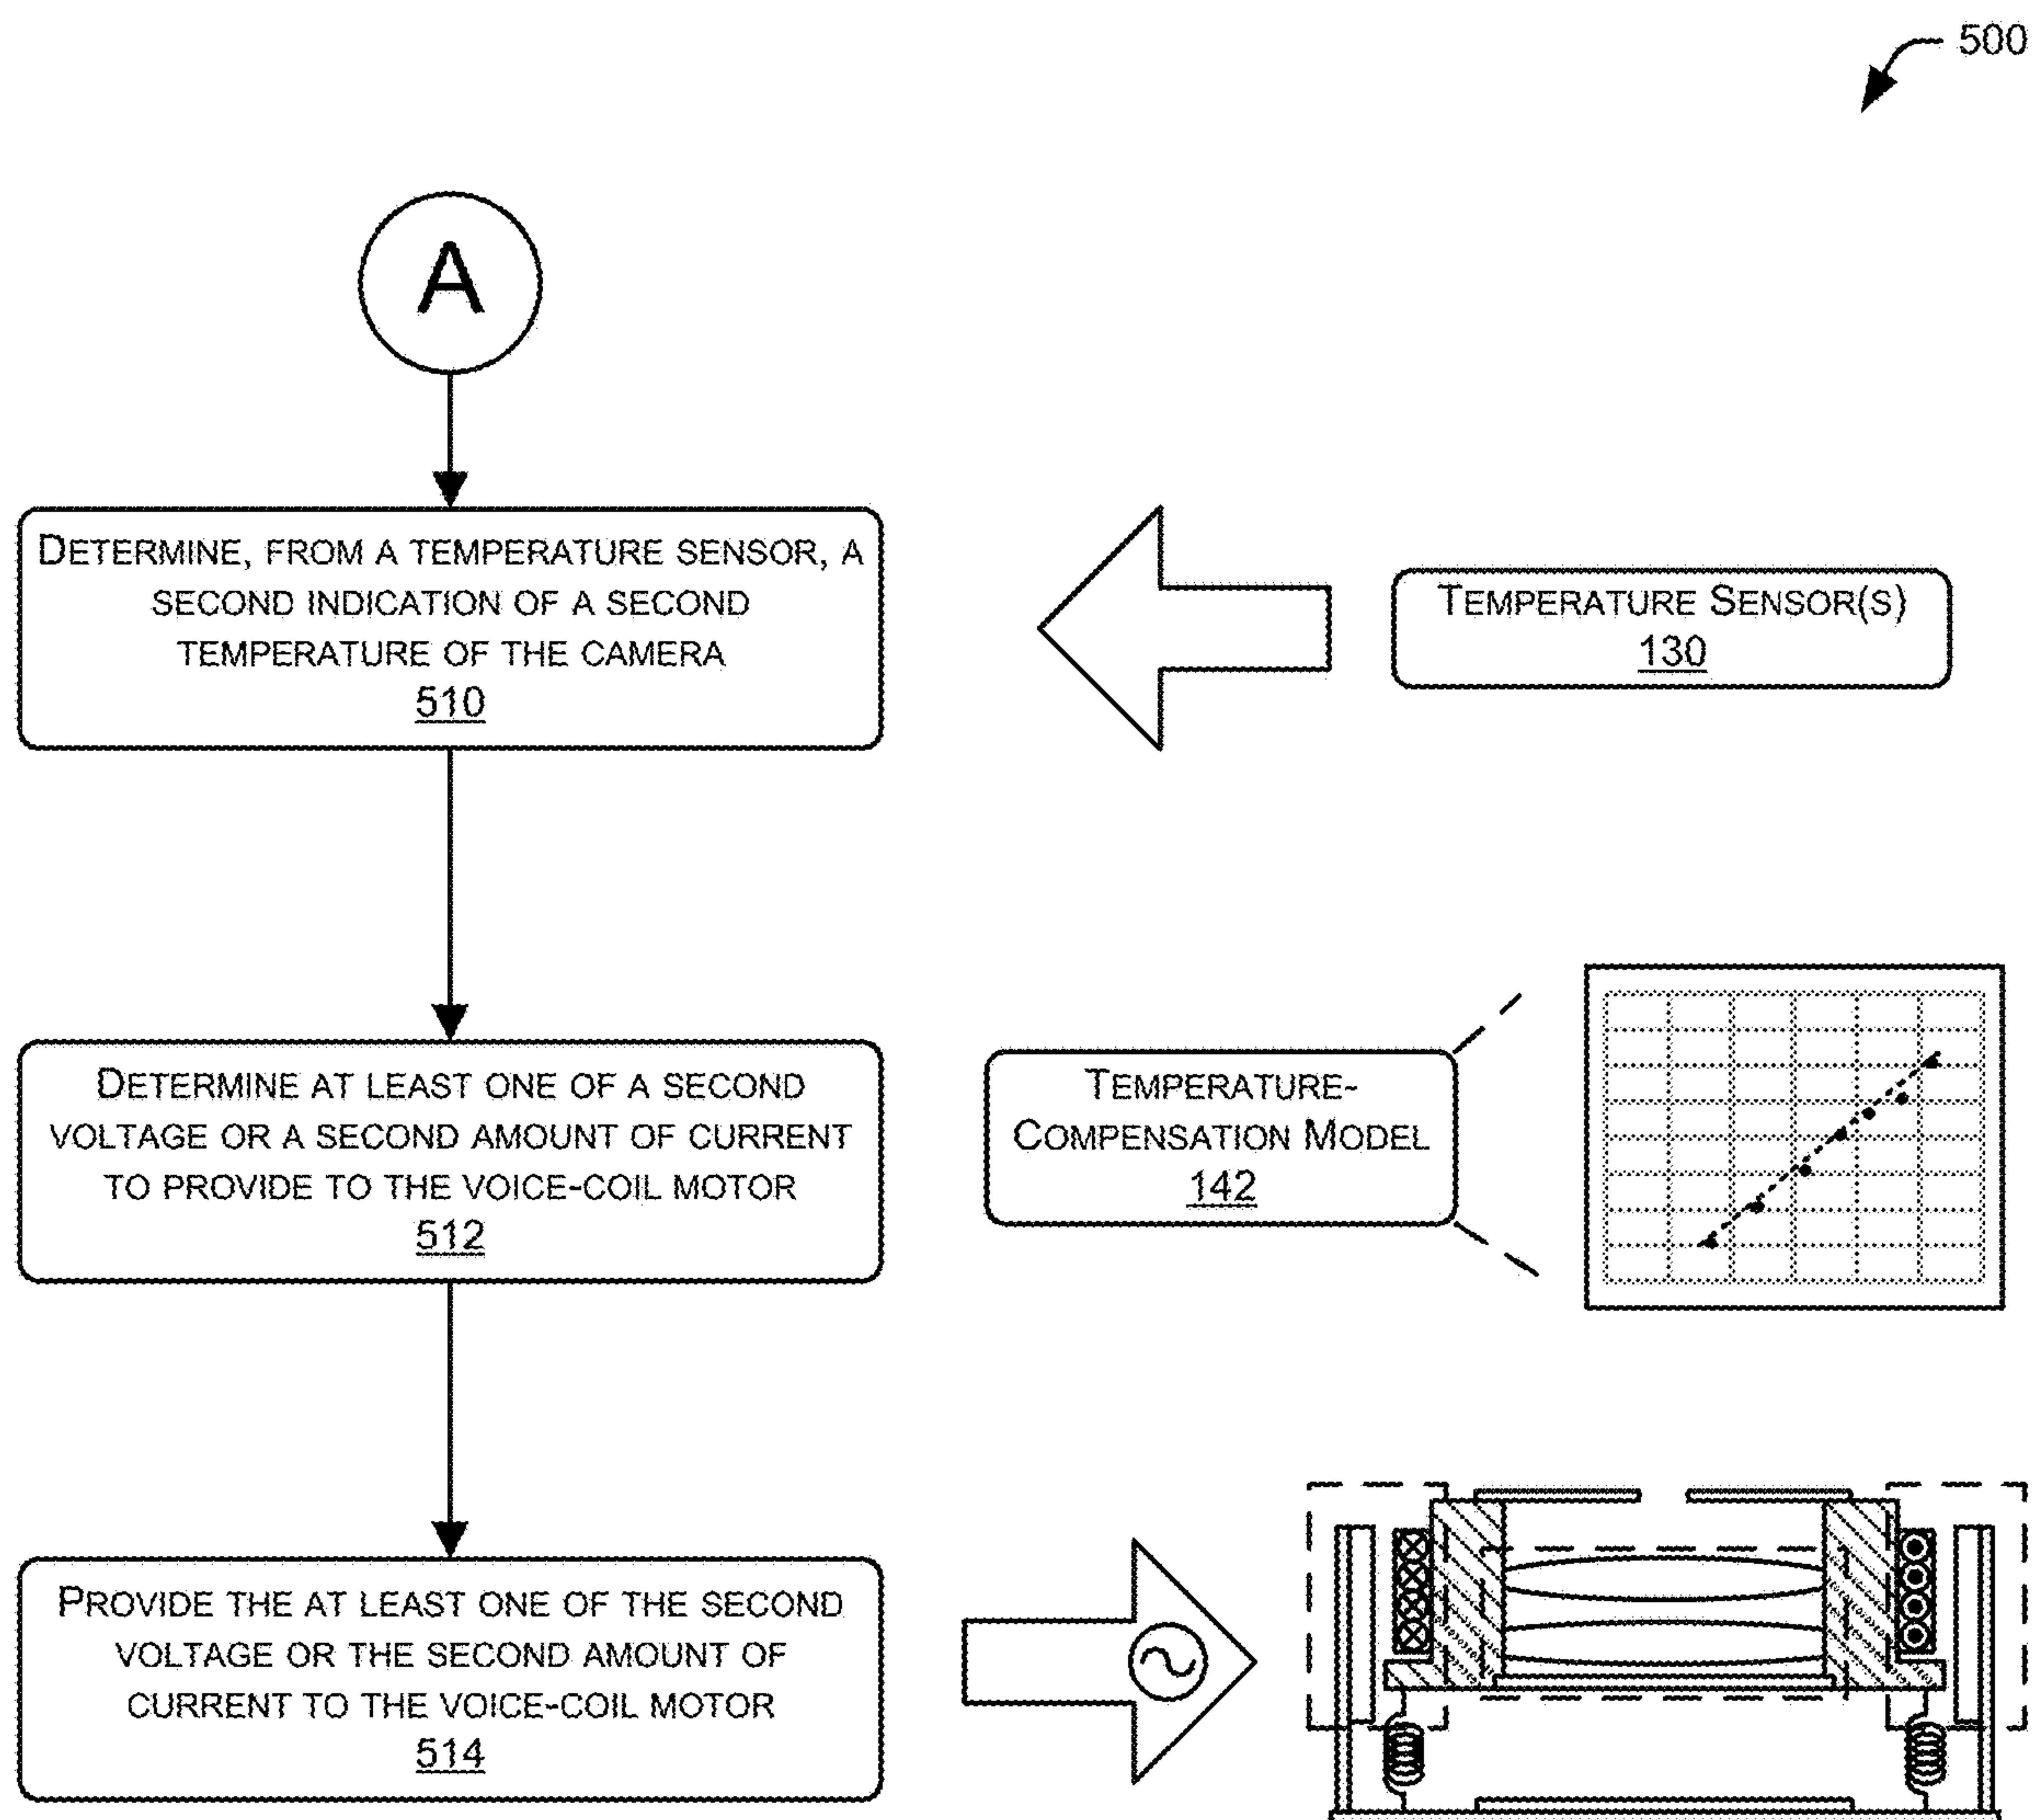 500
A
DETERMINE, FROM A TEMPERATURE SENSOR, A
SECOND INDICATION OF A SECOND
TEMPERATURE OF THE CAMERA
510
TEMPERATURE SENSOR(S)
130
DETERMINE AT LEAST ONE OF A SECOND
VOLTAGE OR A SECOND AMOUNT OF CURRENT
TO PROVIDE TO THE VOICE-COIL MOTOR
512
TEMPERATURE-
COMPENSATION MODEL
142
PROVIDE THE AT LEAST ONE OF THE SECOND
VOLTAGE OR THE SECOND AMOUNT OF
CURRENT TO THE VOICE-COIL MOTOR
514